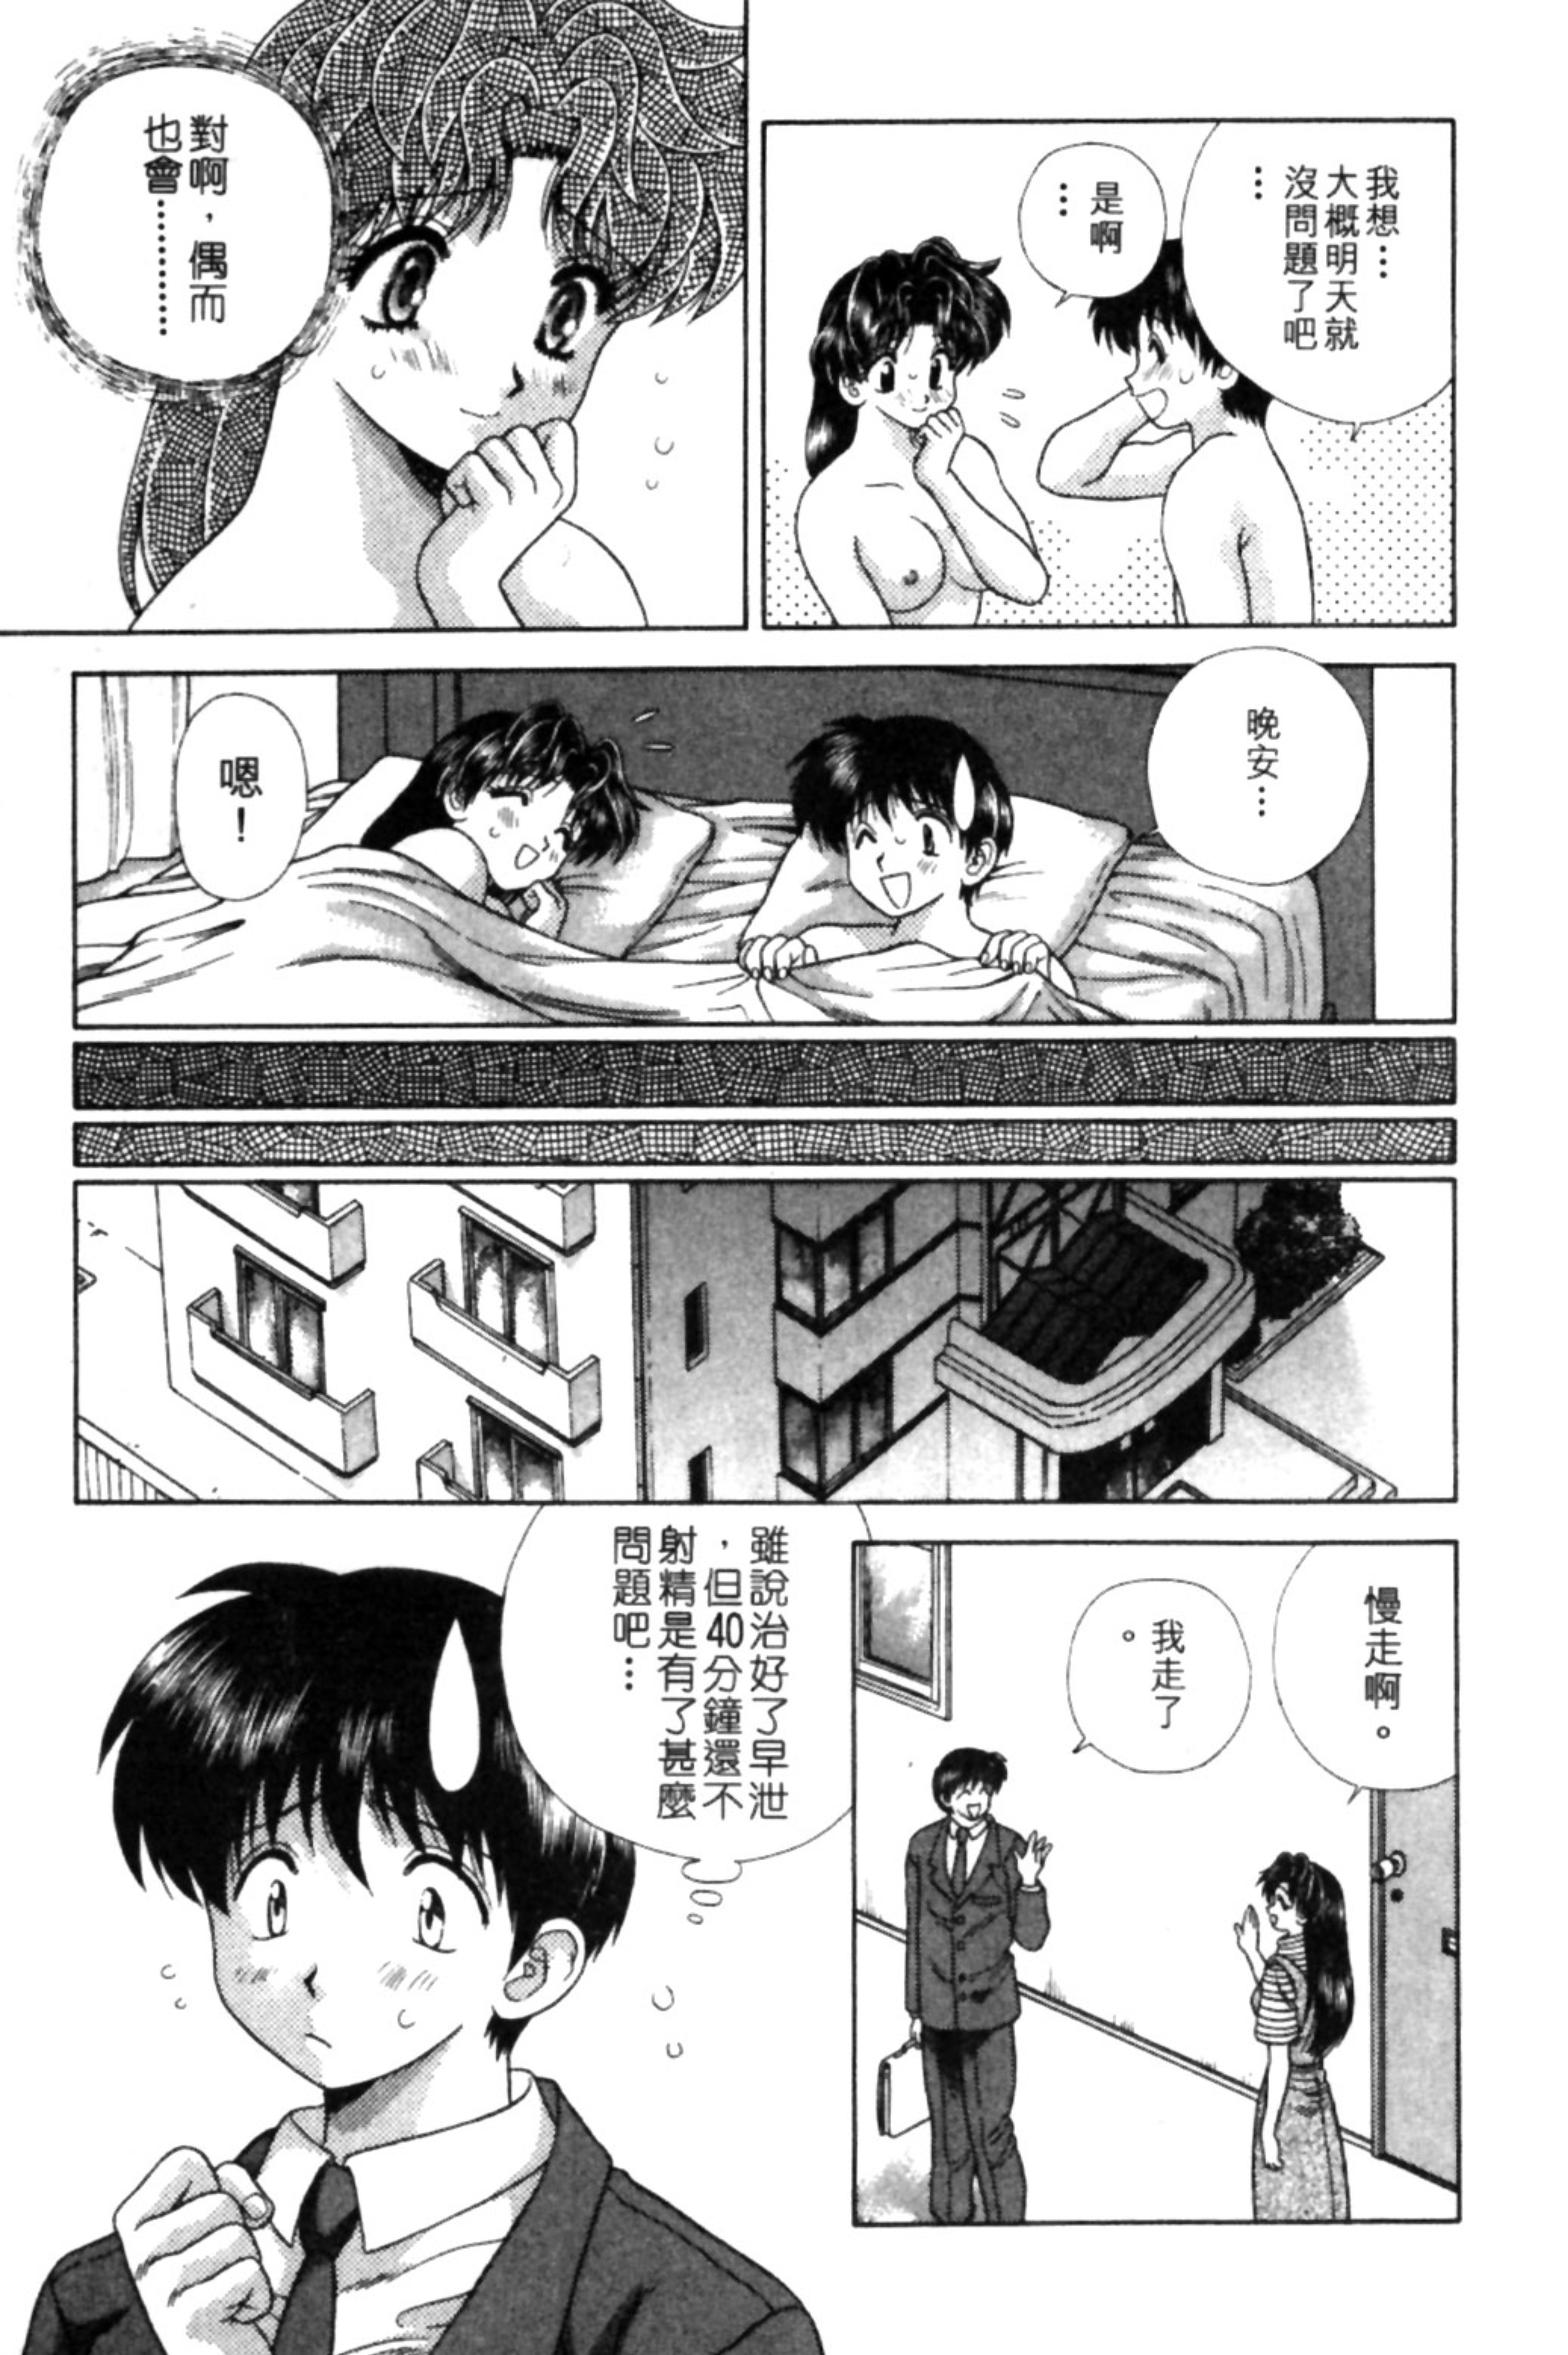 我想…
大概明天就
沒問題了吧
…
是啊
…
對啊，偶而
也會…………
晚安…
嗯！
慢走啊。
我走了
。
雖說治好了早泄
，但40分鐘還不
射精是有了甚麼
問題吧…